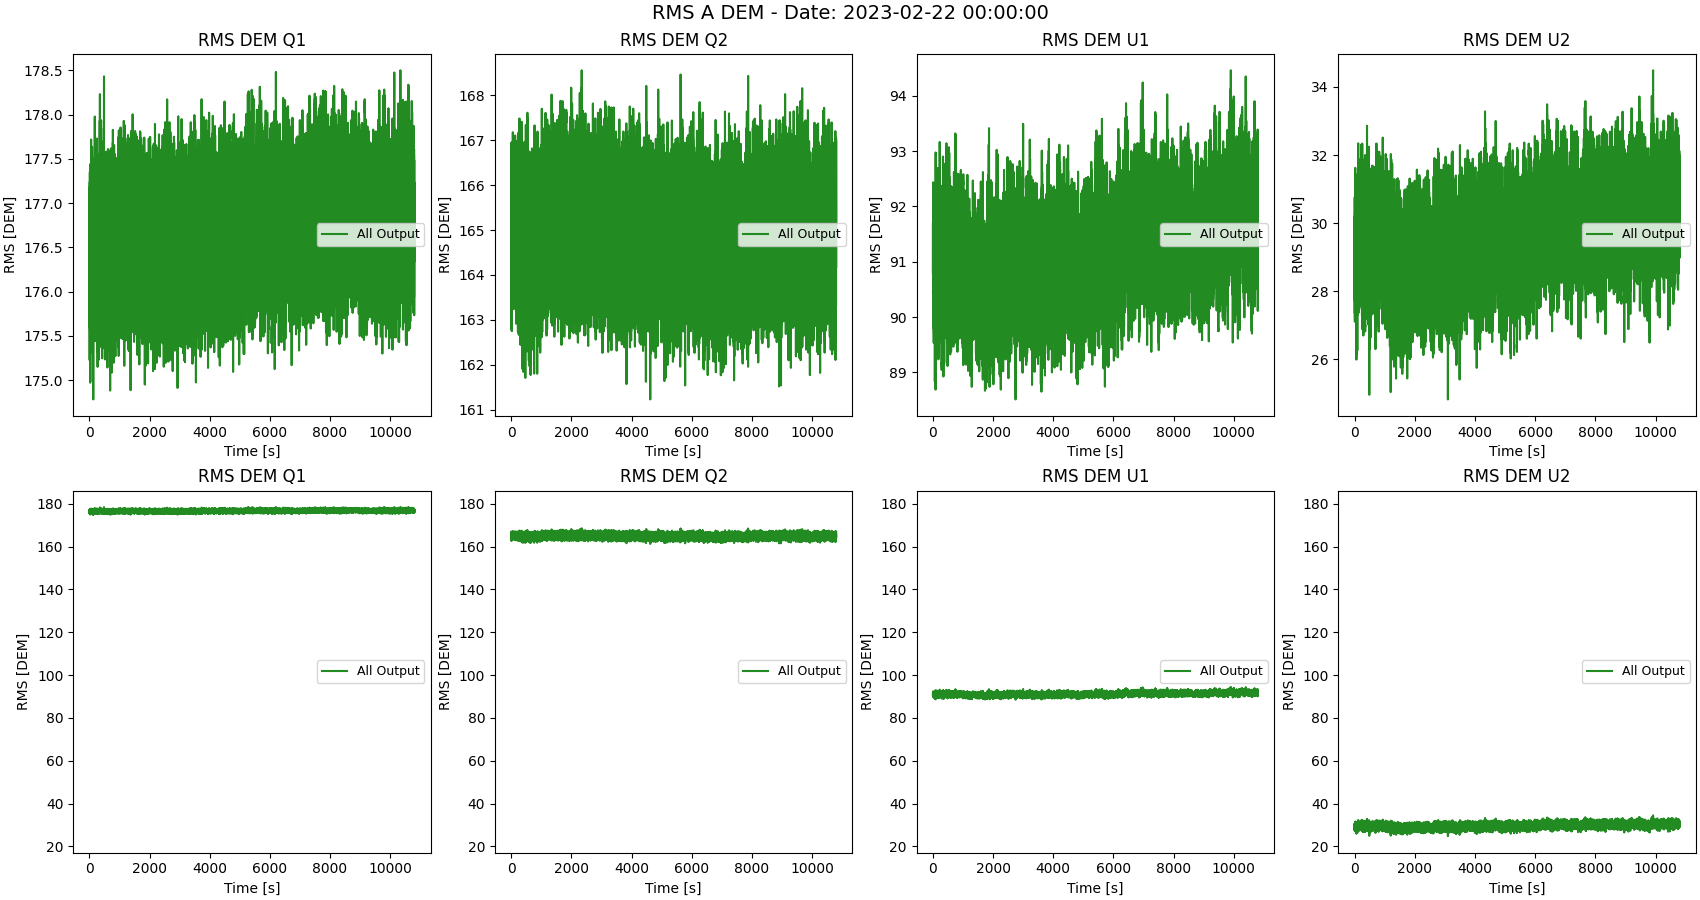 RMS A DEM - Date: 2023-02-22 00:00:00
RMS DEM Q1
RMS [DEM]
178.5
178.0
177.5
177.0
176.5
176.0
175.5
175.0
All Output
0 2000 4000 6000 8000 10000
Time [s]
RMS DEM Q2
RMS [DEM]
168
167
166
165
164
163
162
161
All Output
0 2000 4000 6000 8000 10000
Time [s]
RMS DEM U1
RMS [DEM]
94
93
92
91
90
89
All Output
0 2000 4000 6000 8000 10000
Time [s]
RMS DEM U2
RMS [DEM]
34
32
30
28
26
All Output
0 2000 4000 6000 8000 10000
Time [s]
RMS DEM Q1
RMS [DEM]
180
160
140
120
100
80
60
40
20
All Output
0 2000 4000 6000 8000 10000
Time [s]
RMS DEM Q2
RMS [DEM]
180
160
140
120
100
80
60
40
20
All Output
0 2000 4000 6000 8000 10000
Time [s]
RMS DEM U1
RMS [DEM]
180
160
140
120
100
80
60
40
20
All Output
0 2000 4000 6000 8000 10000
Time [s]
RMS DEM U2
RMS [DEM]
180
160
140
120
100
80
60
40
20
All Output
0 2000 4000 6000 8000 10000
Time [s]